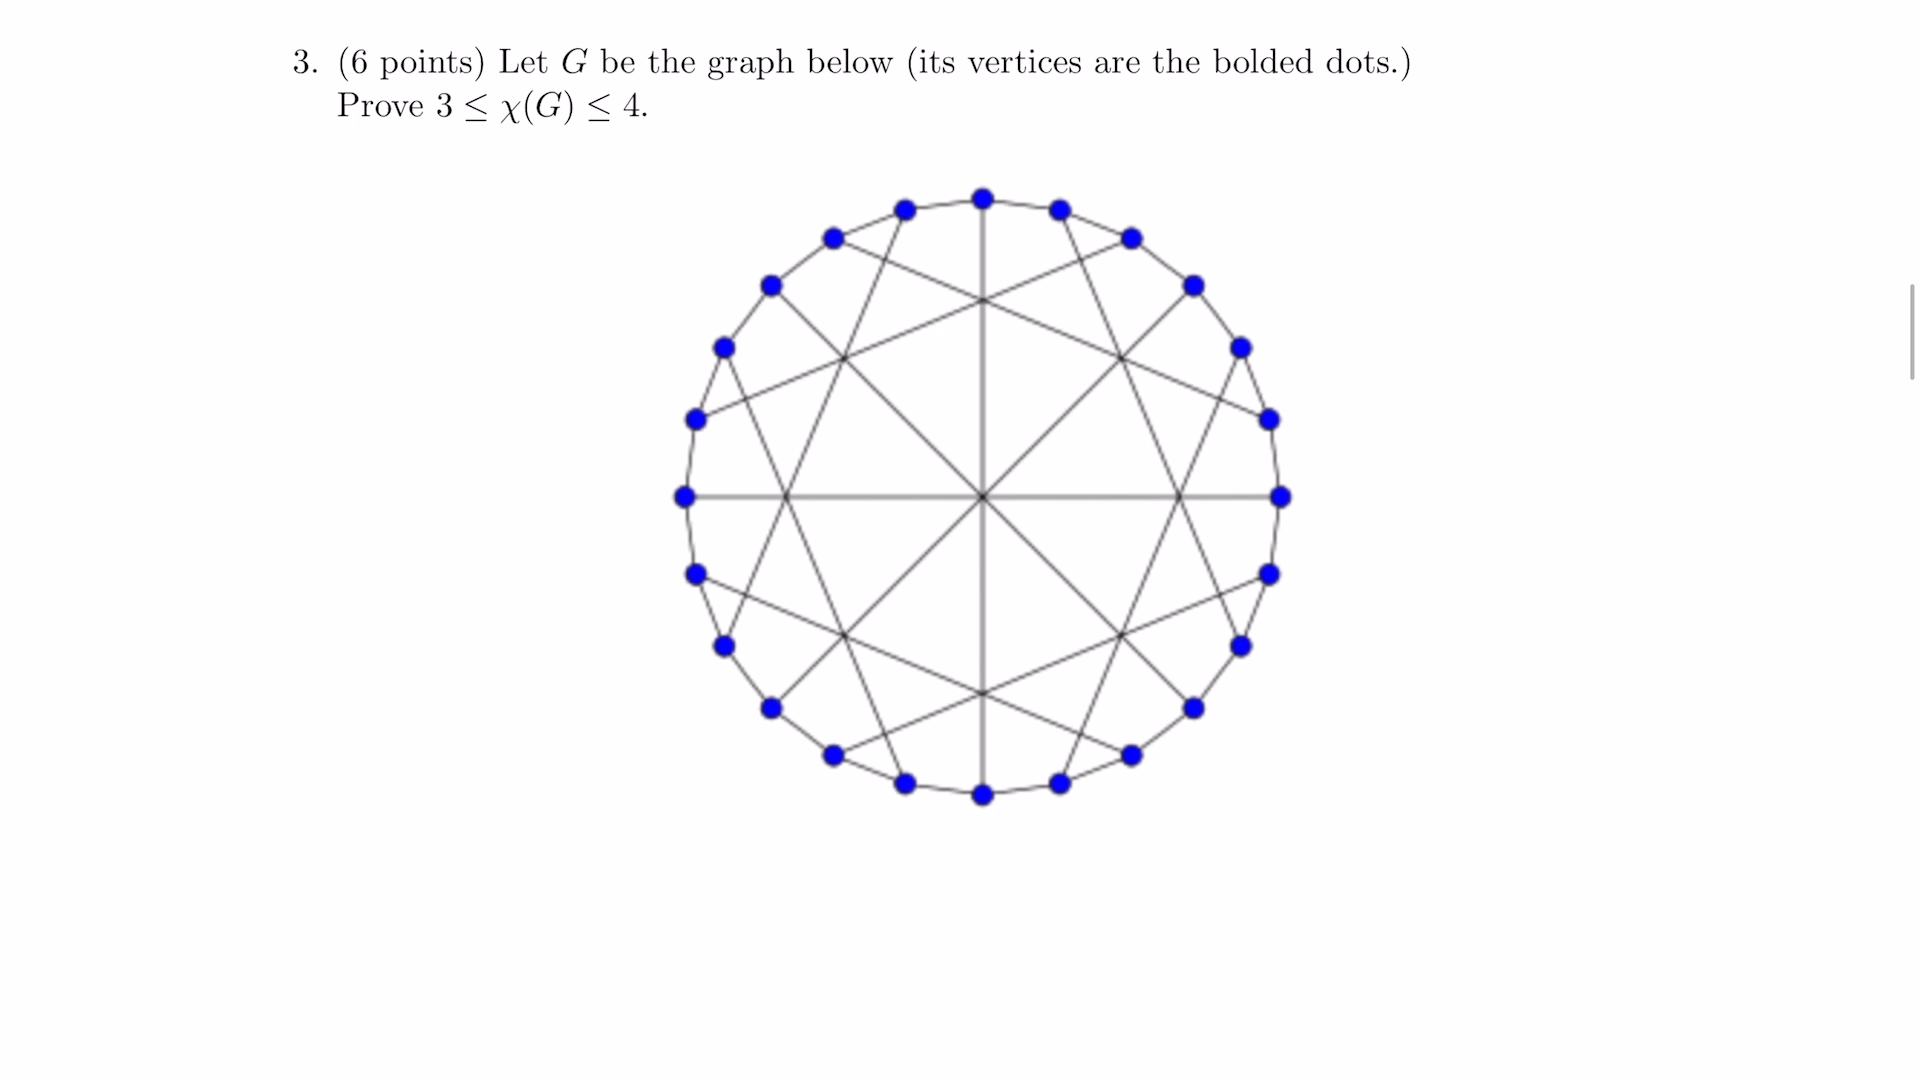 3. (6 points) Let G be the graph below (its vertices are the bolded dots.)
Prove 3 ≤ χ(G) ≤ 4.